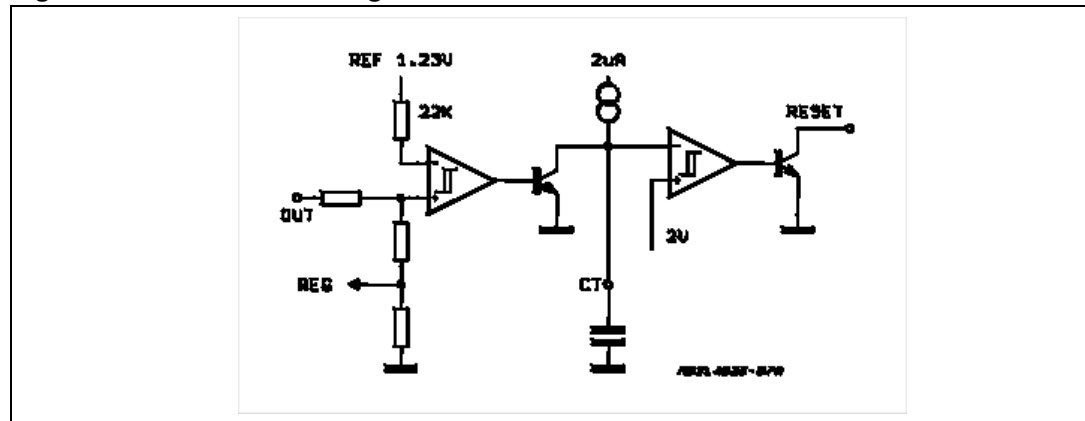 REF 1.23V
2uA
22K
RESET
OUT
2V
REG
CT